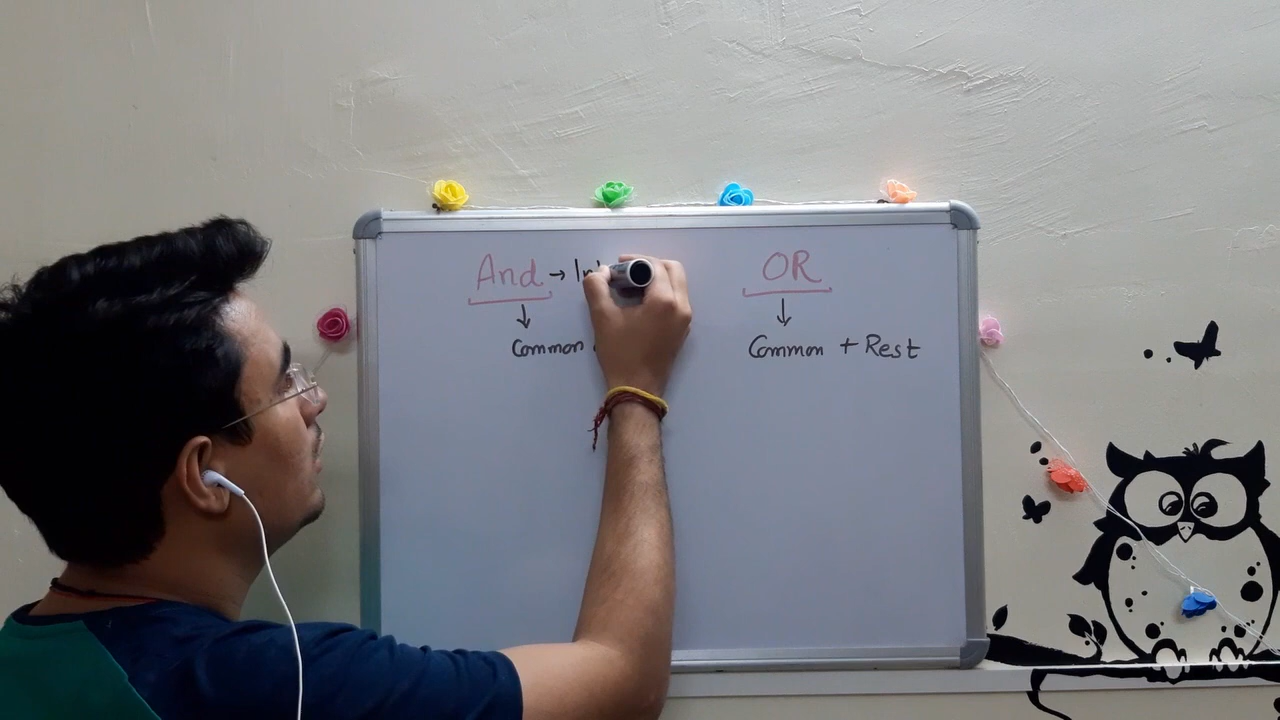 And →
OR
↓
↓
Common
Common + Rest